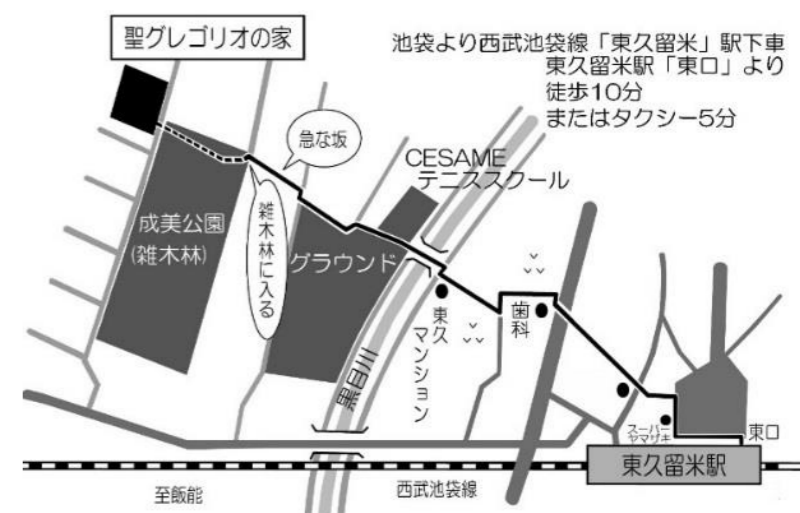 聖グレゴリオの家
池袋より西武池袋線「東久留米」駅下車
東久留米駅「東口」より
徒歩10分
またはタクシー5分
急な坂
CESAME
テニススクール
成美公園
(雑木林)
雑木林に入る
グラウンド
東久
マンション
歯科
黒目川
スーパー
ヤマザキ
東口
東久留米駅
至飯能
西武池袋線